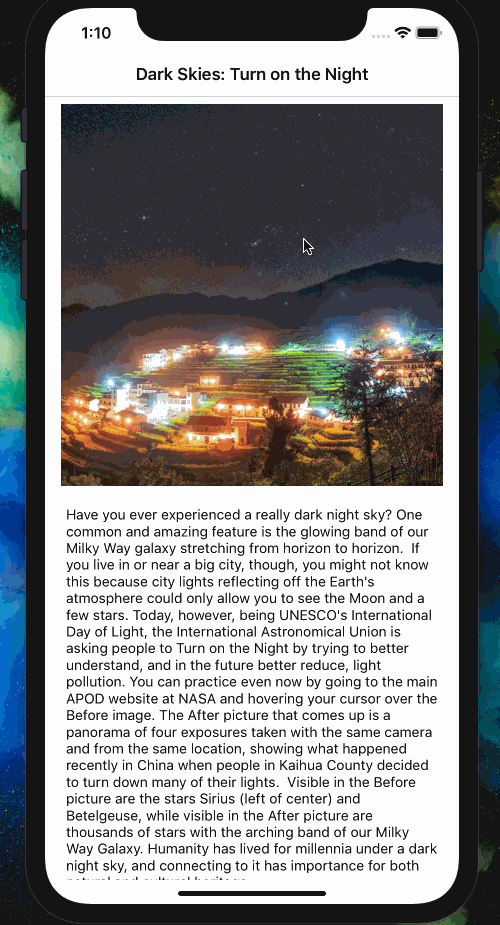 1:10
Dark Skies: Turn on the Night
Have you ever experienced a really dark night sky? One
common and amazing feature is the glowing band of our
Milky Way galaxy stretching from horizon to horizon.  If
you live in or near a big city, though, you might not know
this because city lights reflecting off the Earth's
atmosphere could only allow you to see the Moon and a
few stars. Today, however, being UNESCO's International
Day of Light, the International Astronomical Union is
asking people to Turn on the Night by trying to better
understand, and in the future better reduce, light
pollution. You can practice even now by going to the main
APOD website at NASA and hovering your cursor over the
Before image. The After picture that comes up is a
panorama of four exposures taken with the same camera
and from the same location, showing what happened
recently in China when people in Kaihua County decided
to turn down many of their lights.  Visible in the Before
picture are the stars Sirius (left of center) and
Betelgeuse, while visible in the After picture are
thousands of stars with the arching band of our Milky
Way Galaxy. Humanity has lived for millennia under a dark
night sky, and connecting to it has importance for both